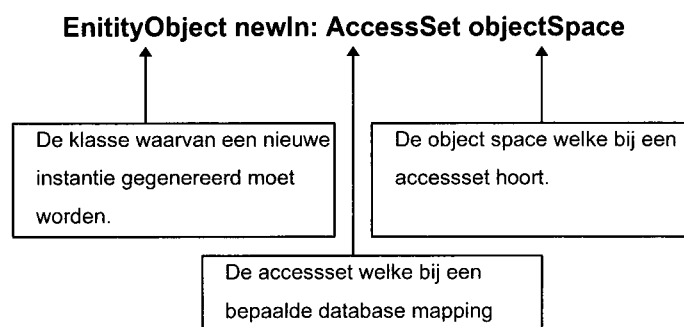 EnitityObject newIn: AccessSet objectSpace
De klasse waarvan een nieuwe
instantie gegenereerd moet
worden.
De object space welke bij een
accessset hoort.
De accessset welke bij een
bepaalde database mapping